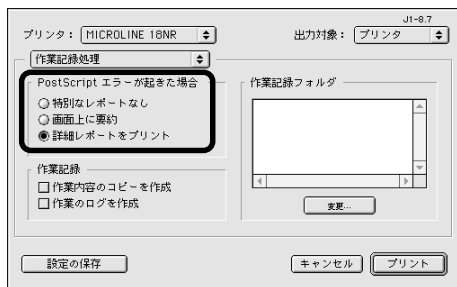 J1-8.7
プリンタ： MICROLINE 18NR 出力対象： プリンタ
作業記録処理
PostScript エラーが起きた場合
特別なレポートなし
画面上に要約
詳細レポートをプリント
作業記録
作業内容のコピーを作成
作業のログを作成
作業記録フォルダ
変更...
設定の保存 キャンセル プリント